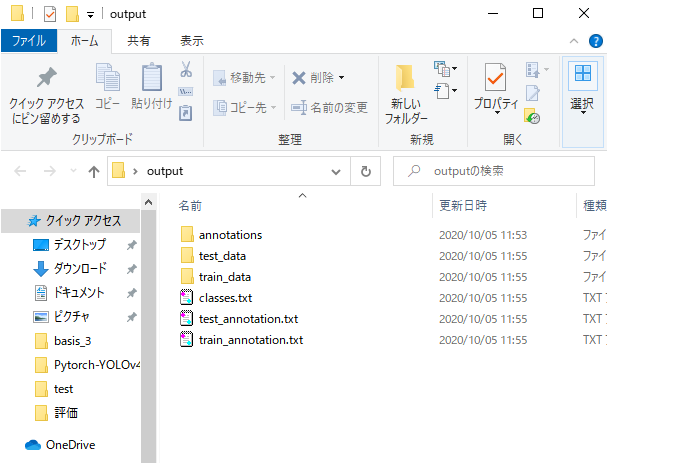 output
ファイル ホーム 共有 表示
クイック アクセス
にピン留めする
コピー
貼り付け
移動先
コピー先
削除
名前の変更
新しい
フォルダー
プロパティ
選択
クリップボード 整理 新規 開く
output
outputの検索
名前 更新日時 種類
クイック アクセス
デスクトップ
ダウンロード
ドキュメント
ピクチャ
basis_3
Pytorch-YOLOv4
test
評価
OneDrive
annotations 2020/10/05 11:53 ファイ
test_data 2020/10/05 11:55 ファイ
train_data 2020/10/05 11:55 ファイ
classes.txt 2020/10/05 11:55 TXT
test_annotation.txt 2020/10/05 11:55 TXT
train_annotation.txt 2020/10/05 11:55 TXT